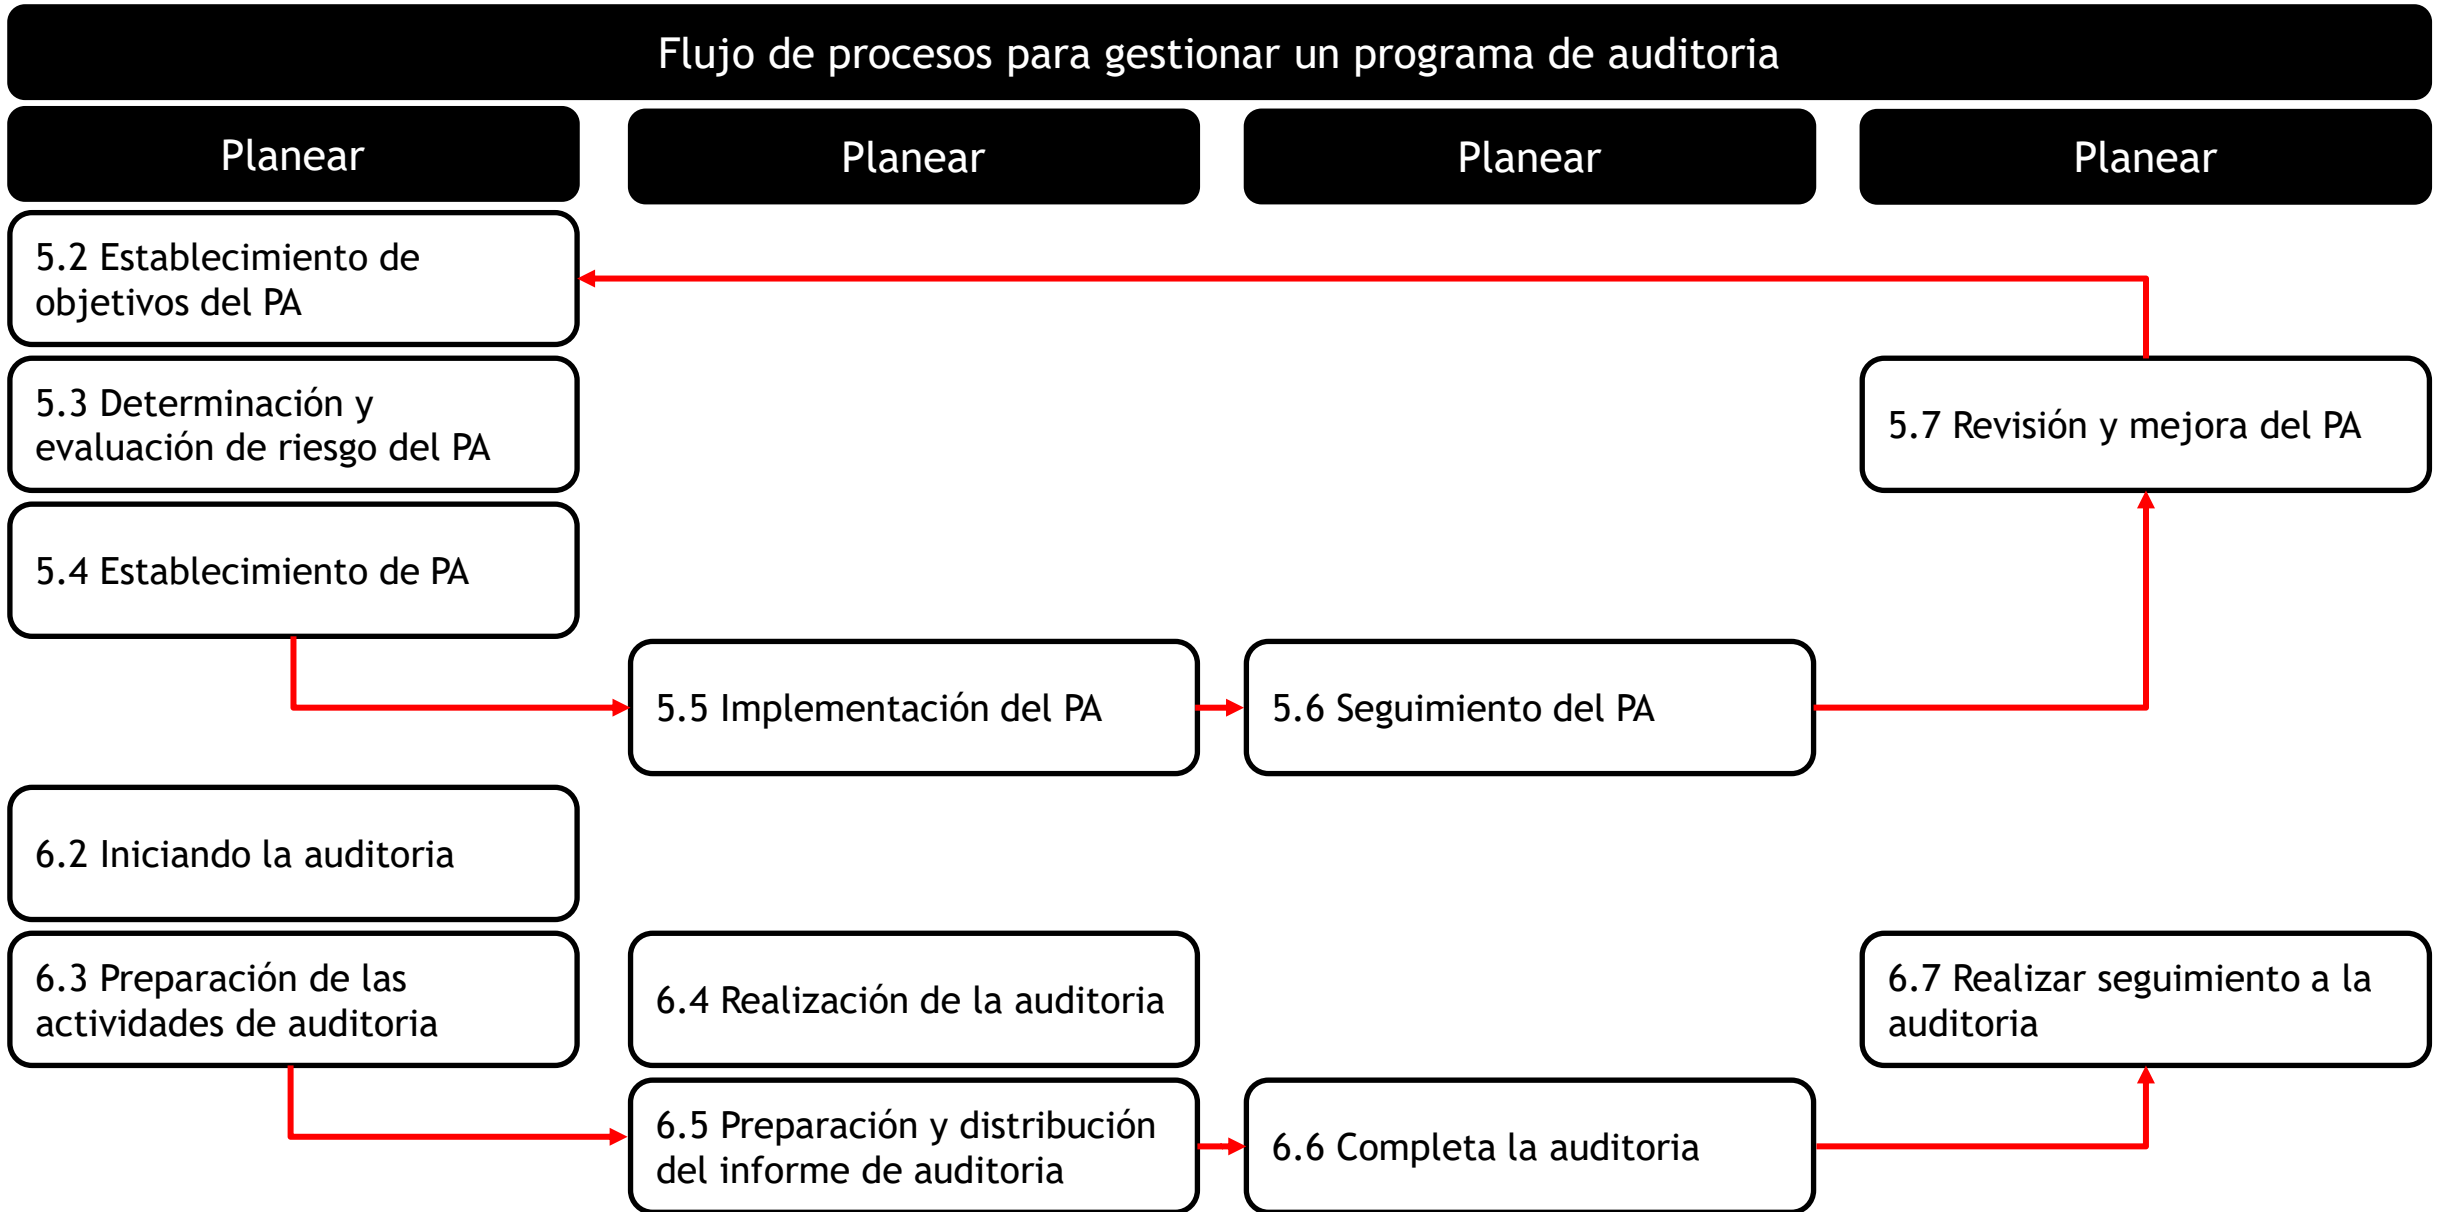 Flujo de procesos para gestionar un programa de auditoria
Planear
Planear
Planear
Planear
5.2 Establecimiento de
objetivos del PA
5.3 Determinación y
evaluación de riesgo del PA
5.7 Revisión y mejora del PA
5.4 Establecimiento de PA
5.5 Implementación del PA
5.6 Seguimiento del PA
6.2 Iniciando la auditoria
6.3 Preparación de las
actividades de auditoria
6.4 Realización de la auditoria
6.7 Realizar seguimiento a la
auditoria
6.5 Preparación y distribución
del informe de auditoria
6.6 Completa la auditoria